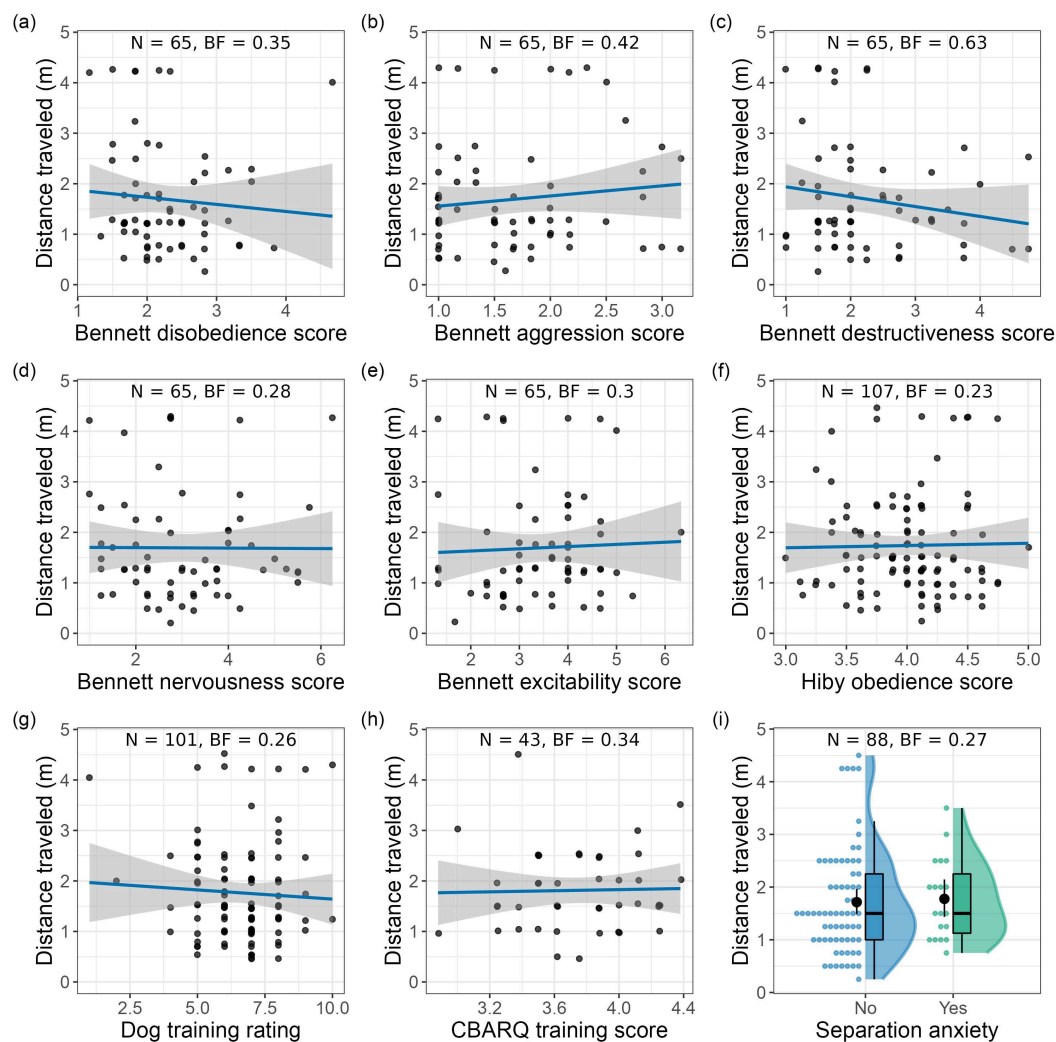 (a)
N = 65, BF = 0.35
Distance traveled (m)
5
4
3
2
1
0
1 2 3 4
Bennett disobedience score
(b)
N = 65, BF = 0.42
Distance traveled (m)
5
4
3
2
1
0
1.0 1.5 2.0 2.5 3.0
Bennett aggression score
(c)
N = 65, BF = 0.63
Distance traveled (m)
5
4
3
2
1
0
1 2 3 4
Bennett destructiveness score
(d)
N = 65, BF = 0.28
Distance traveled (m)
5
4
3
2
1
0
2 4 6
Bennett nervousness score
(e)
N = 65, BF = 0.3
Distance traveled (m)
5
4
3
2
1
0
2 3 4 5 6
Bennett excitability score
(f)
N = 107, BF = 0.23
Distance traveled (m)
5
4
3
2
1
0
3.0 3.5 4.0 4.5 5.0
Hiby obedience score
(g)
N = 101, BF = 0.26
Distance traveled (m)
5
4
3
2
1
0
2.5 5.0 7.5 10.0
Dog training rating
(h)
N = 43, BF = 0.34
Distance traveled (m)
5
4
3
2
1
0
3.2 3.6 4.0 4.4
CBARQ training score
(i)
N = 88, BF = 0.27
Distance traveled (m)
5
4
3
2
1
0
No Yes
Separation anxiety